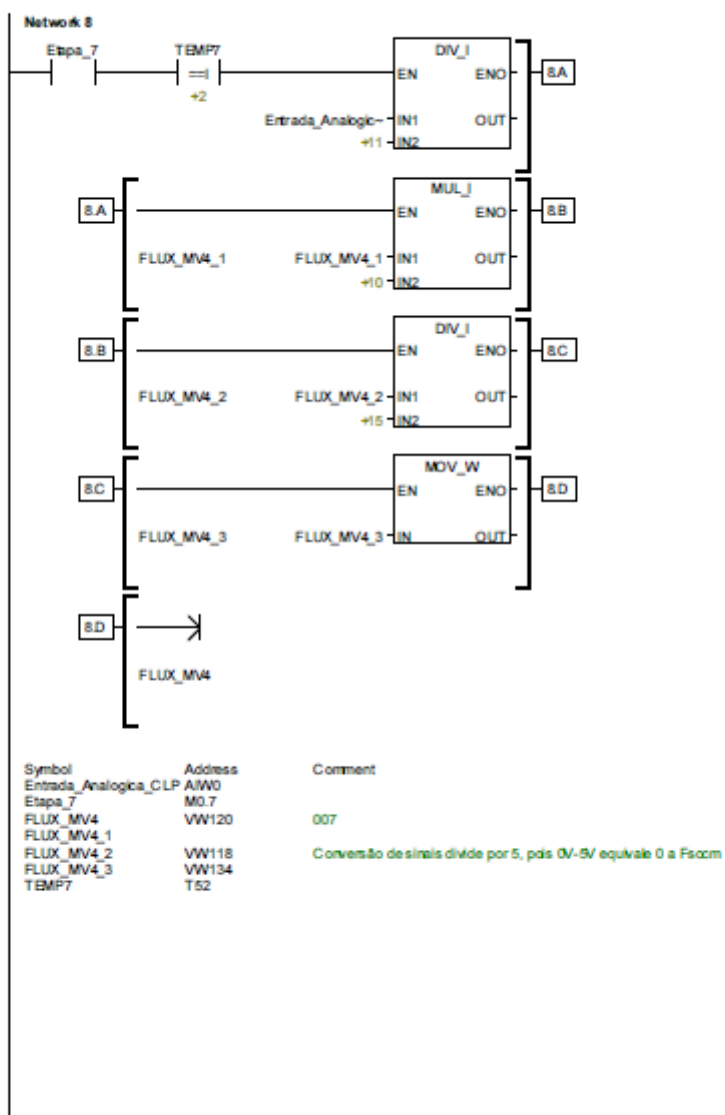 Network 8
Etapa_7 TEMP7 DIV_I
==I EN ENO 8.A
+2
Entrada_Analogic~ IN1 OUT
+11 IN2
MUL_I
8.A EN ENO 8.B
FLUX_MV4_1 FLUX_MV4_1 IN1 OUT
+10 IN2
DIV_I
8.B EN ENO 8.C
FLUX_MV4_2 FLUX_MV4_2 IN1 OUT
+15 IN2
MOV_W
8.C EN ENO 8.D
FLUX_MV4_3 FLUX_MV4_3 IN OUT
8.D
FLUX_MV4
Symbol Address Comment
Entrada_Analogica_CLP AIW0
Etapa_7 M0.7
FLUX_MV4 VW120 007
FLUX_MV4_1
FLUX_MV4_2 VW118 Conversão de sinais divide por 5, pois 0V-5V equivale 0 a Fsccm
FLUX_MV4_3 VW134
TEMP7 T52